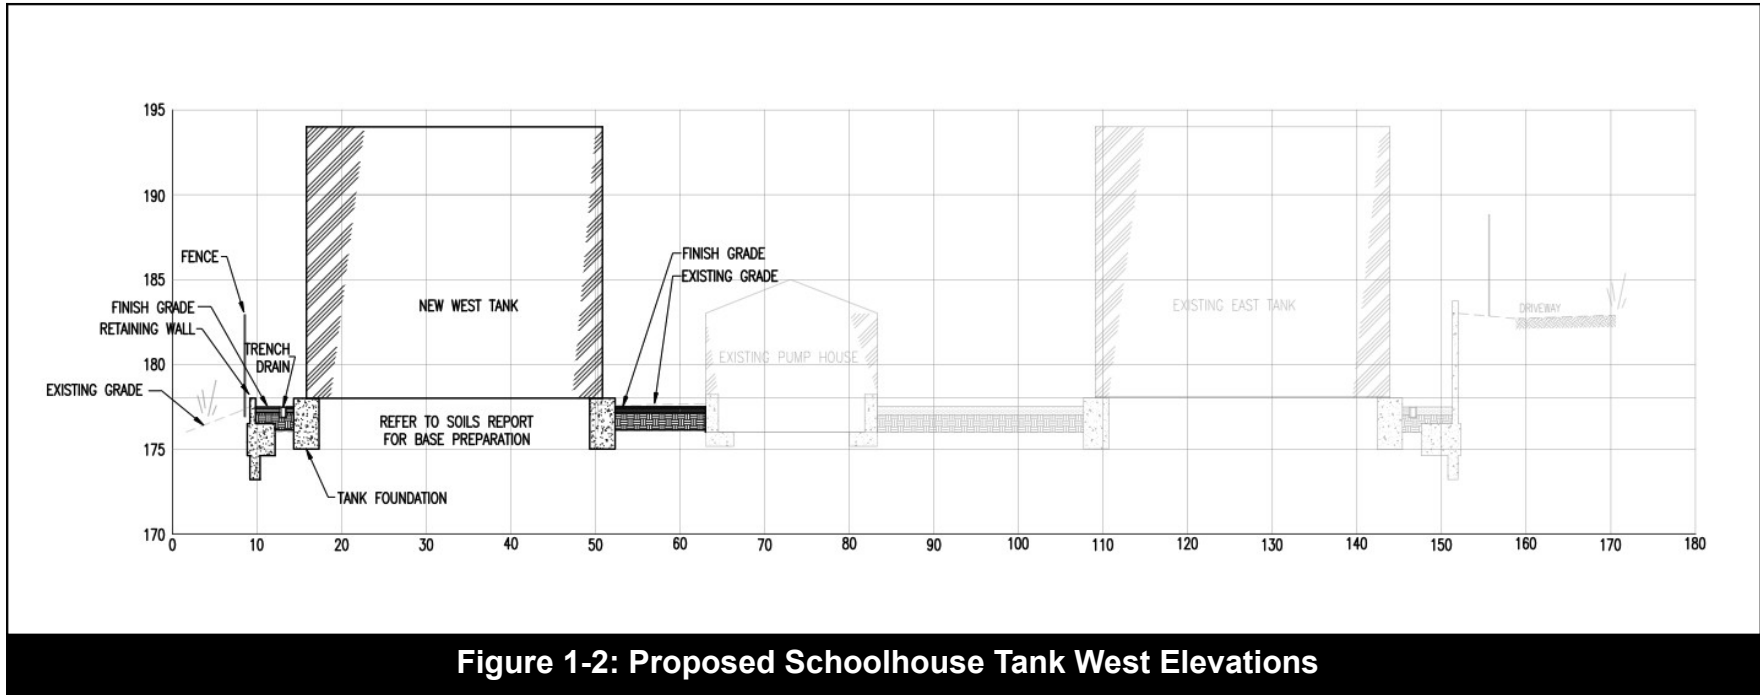 195
190
185
180
175
170
0 10 20 30 40 50 60 70 80 90 100 110 120 130 140 150 160 170 180
FENCE
FINISH GRADE
RETAINING WALL
TRENCH
DRAIN
EXISTING GRADE
NEW WEST TANK
REFER TO SOILS REPORT
FOR BASE PREPARATION
TANK FOUNDATION
FINISH GRADE
EXISTING GRADE
EXISTING PUMP HOUSE
EXISTING EAST TANK
DRIVEWAY
Figure 1-2: Proposed Schoolhouse Tank West Elevations